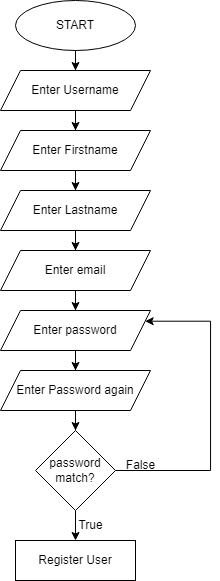 START
Enter Username
Enter Firstname
Enter Lastname
Enter email
Enter password
Enter Password again
password
match?
False
True
Register User